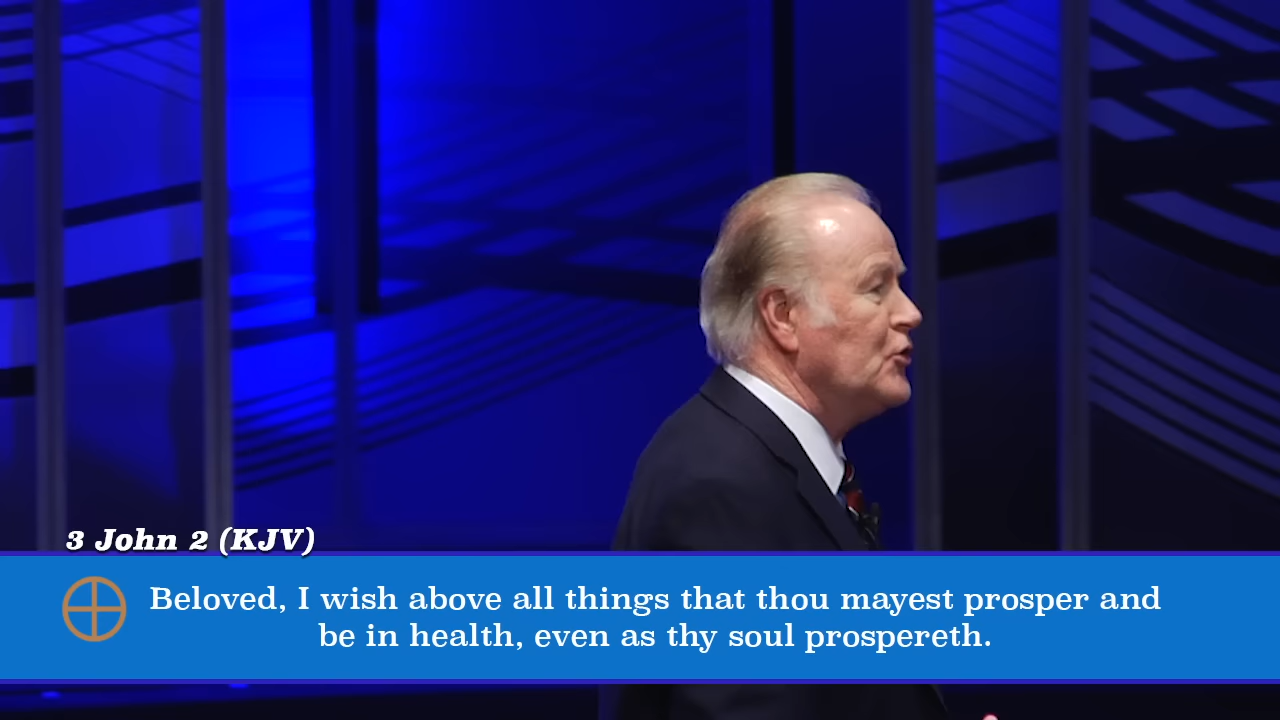 3 John 2 (KJV)
Beloved, I wish above all things that thou mayest prosper and
be in health, even as thy soul prospereth.